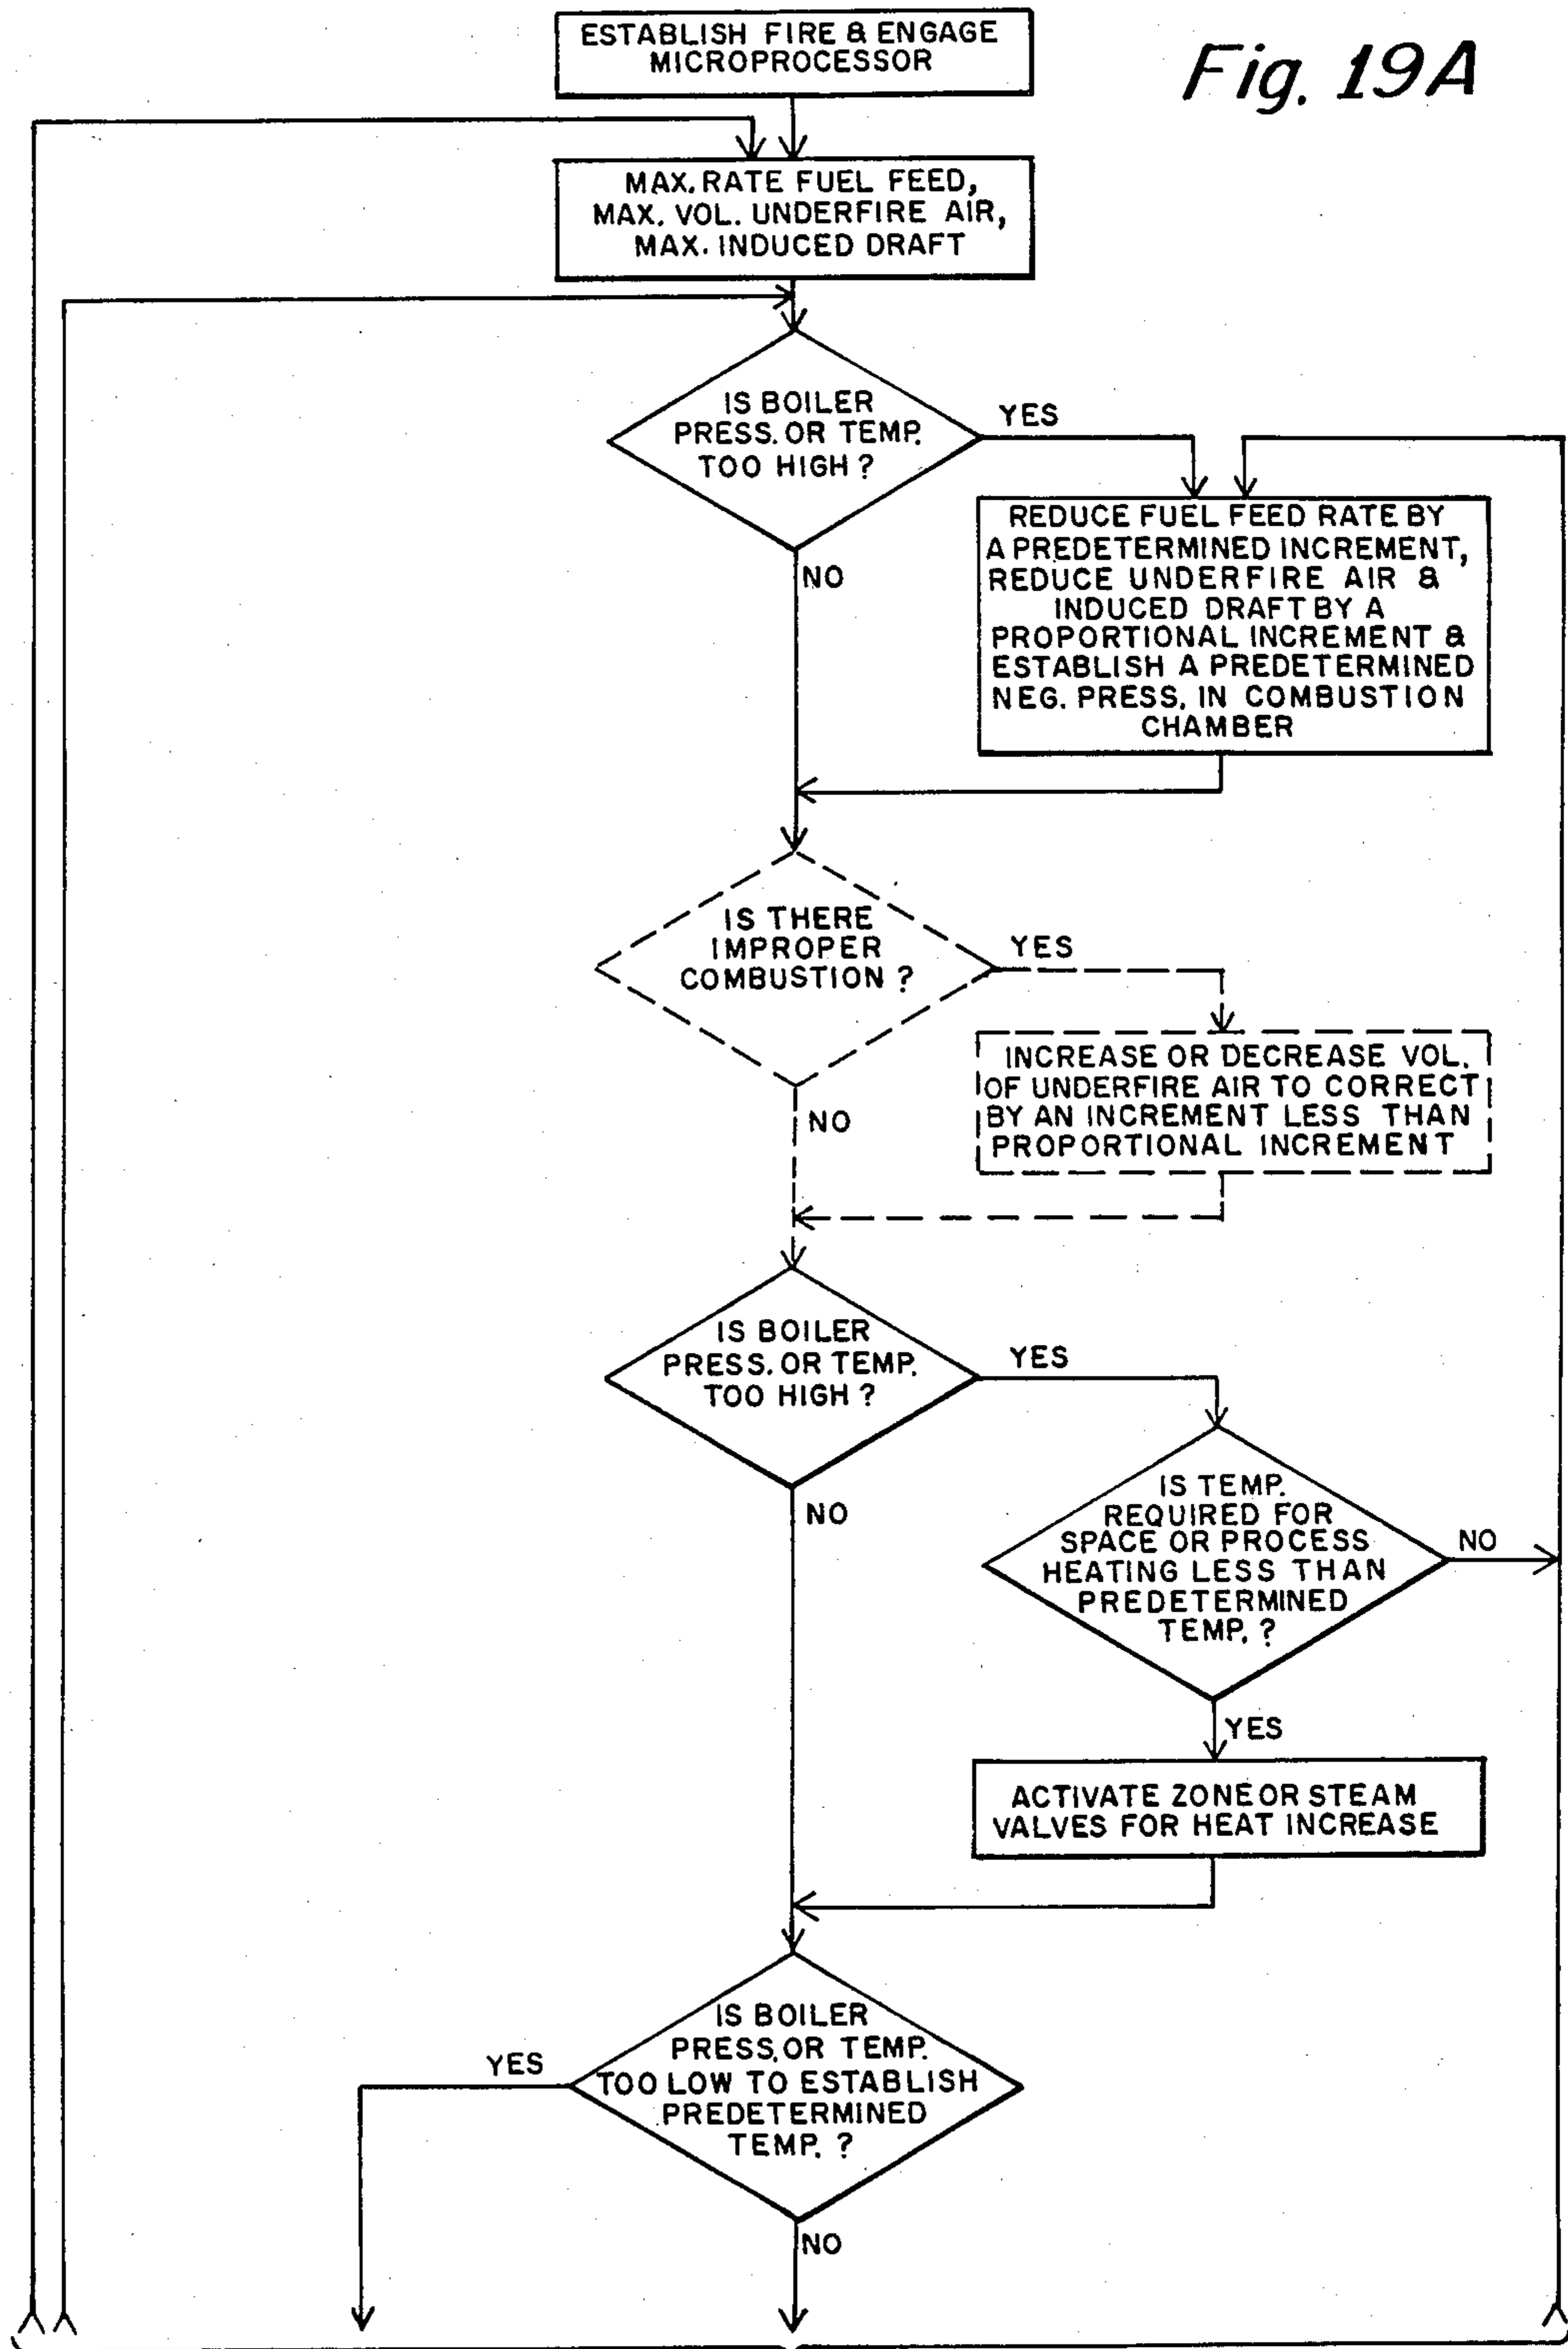 ESTABLISH FIRE & ENGAGE
MICROPROCESSOR
Fig. 19A
MAX. RATE FUEL FEED,
MAX. VOL. UNDERFIRE AIR,
MAX. INDUCED DRAFT
IS BOILER
PRESS. OR TEMP.
TOO HIGH ?
YES
NO
REDUCE FUEL FEED RATE BY
A PREDETERMINED INCREMENT,
REDUCE UNDERFIRE AIR &
INDUCED DRAFT BY A
PROPORTIONAL INCREMENT &
ESTABLISH A PREDETERMINED
NEG. PRESS. IN COMBUSTION
CHAMBER
IS THERE
IMPROPER
COMBUSTION ?
YES
NO
INCREASE OR DECREASE VOL.
OF UNDERFIRE AIR TO CORRECT
BY AN INCREMENT LESS THAN
PROPORTIONAL INCREMENT
IS BOILER
PRESS. OR TEMP.
TOO HIGH ?
YES
NO
IS TEMP.
REQUIRED FOR
SPACE OR PROCESS
HEATING LESS THAN
PREDETERMINED
TEMP. ?
NO
YES
ACTIVATE ZONE OR STEAM
VALVES FOR HEAT INCREASE
IS BOILER
PRESS. OR TEMP.
TOO LOW TO ESTABLISH
PREDETERMINED
TEMP. ?
YES
NO